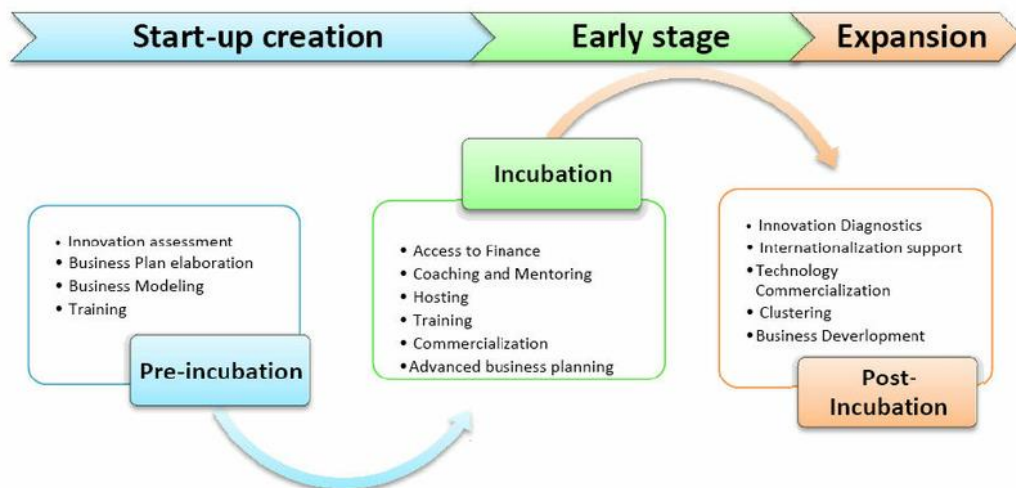 Start-up creation
Early stage
Expansion
• Innovation assessment
• Business Plan elaboration
• Business Modeling
• Training
Pre-incubation
Incubation
• Access to Finance
• Coaching and Mentoring
• Hosting
• Training
• Commercialization
•Advanced business planning
• Innovation Diagnostics
• Internationalization support
•Technology
Commercialization
• Clustering
•Business Deverlopment
Post-
Incubation